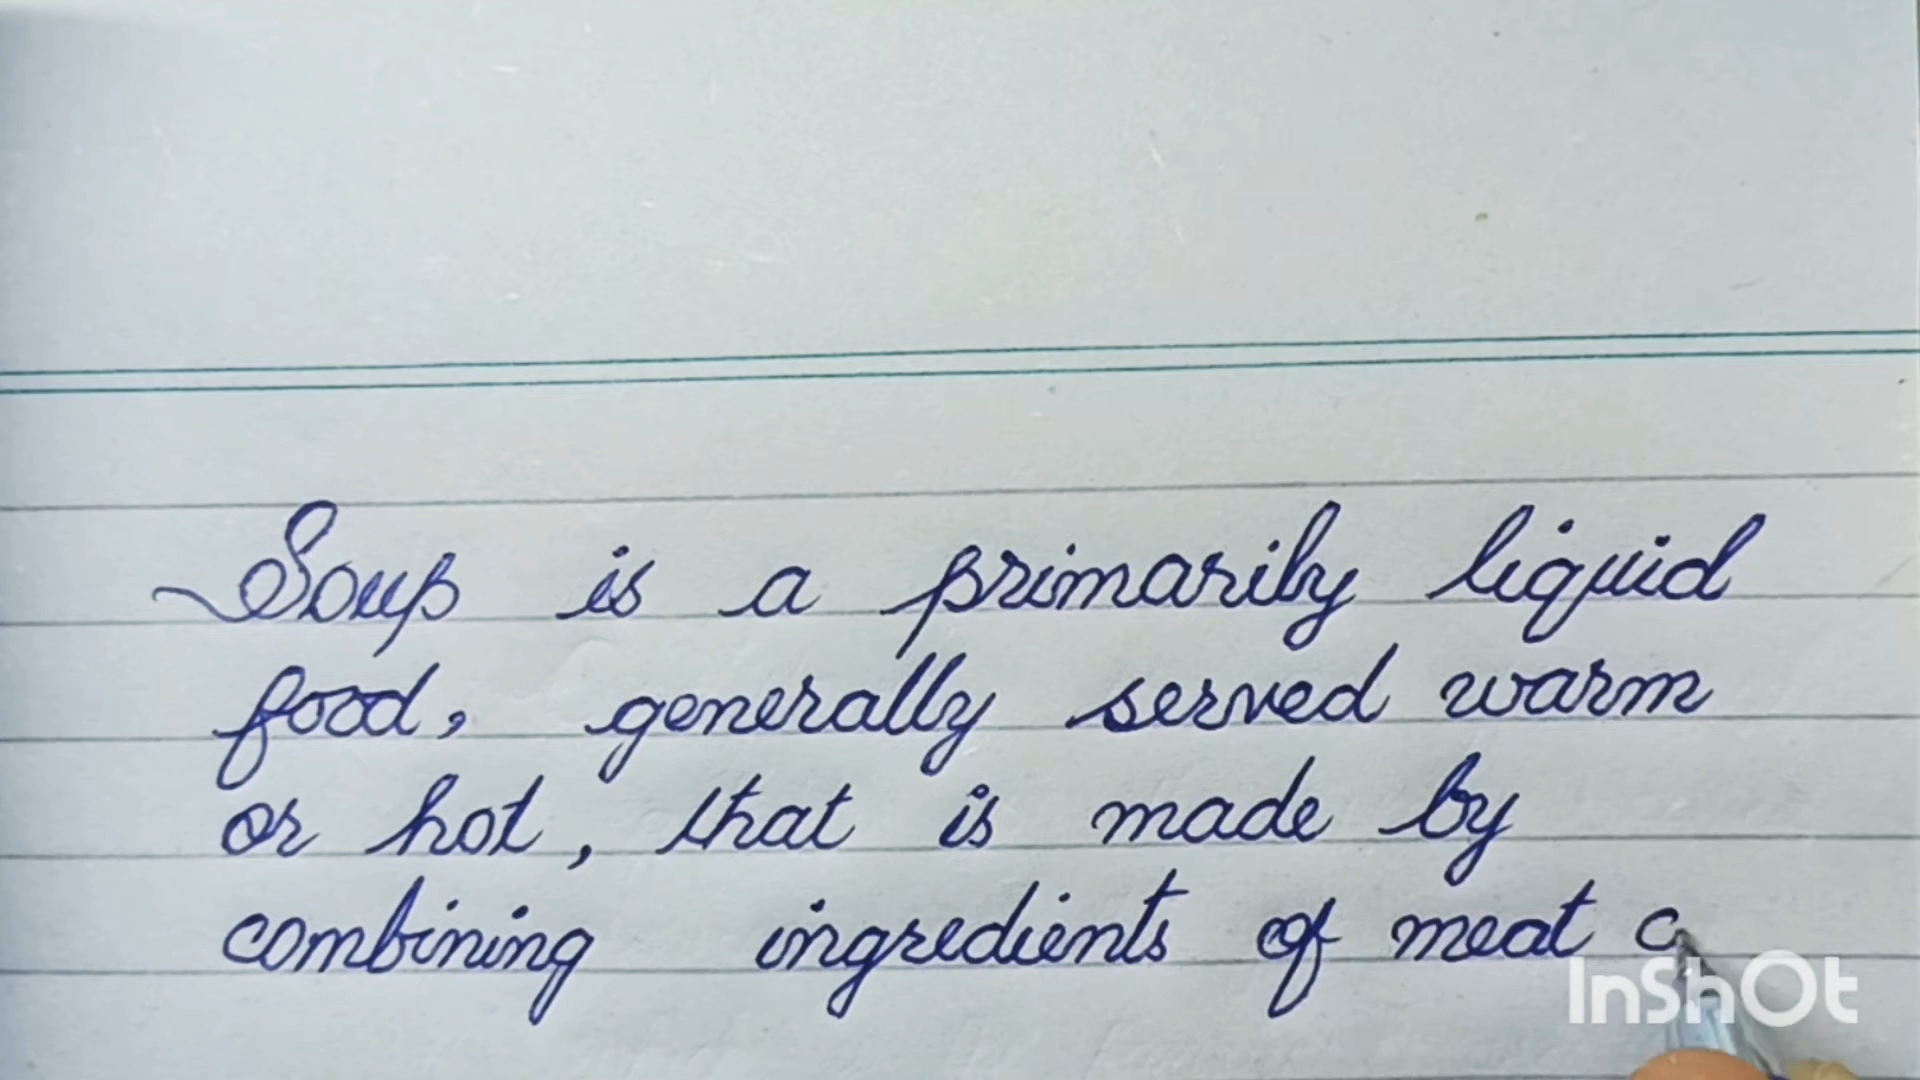 Soup is a primarily liquid
food, generally served warm
or hot, that is made by
combining ingredients of meat
InShOt